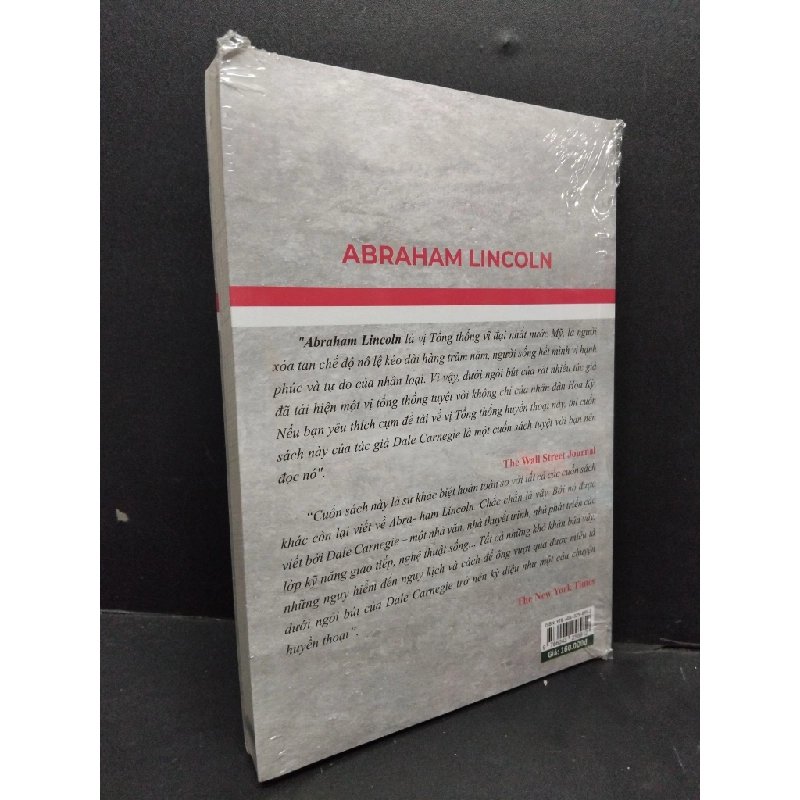 ABRAHAM LINCOLN
"Abraham Lincoln là vị Tổng thống vĩ đại nhất nước Mỹ, là người
xóa tan chế độ nô lệ kéo dài hàng trăm năm, người sống hết mình vì hạnh
phúc và tự do của nhân loại. Vì vậy, dưới ngòi bút của rất nhiều tác giả
đã tái hiện một vị tổng thống tuyệt vời không chỉ của nhân dân Hoa Kỳ.
Nếu bạn yêu thích cụm đề tài về vị Tổng thống huyền thoại này, thì cuốn
sách này của tác giả Dale Carnegie là một cuốn sách tuyệt vời bạn nên
đọc nó".
The Wall Street Journal
"Cuốn sách này là sự khác biệt hoàn toàn so với tất cả các cuốn sách
khác còn lại viết về Abra- ham Lincoln. Chắc chắn là vậy. Bởi nó được
viết bởi Dale Carnegie – một nhà văn, nhà thuyết trình, nhà phát triển các
lớp kỹ năng giao tiếp, nghệ thuật sống... Tất cả những khó khăn bủa vây,
những nguy hiểm đến nguy kịch và cách để ông vượt qua được miêu tả
dưới ngòi bút của Dale Carnegie trở nên kỳ diệu như một câu chuyện
huyền thoại".
The New York Times
Giá: 160.000đ